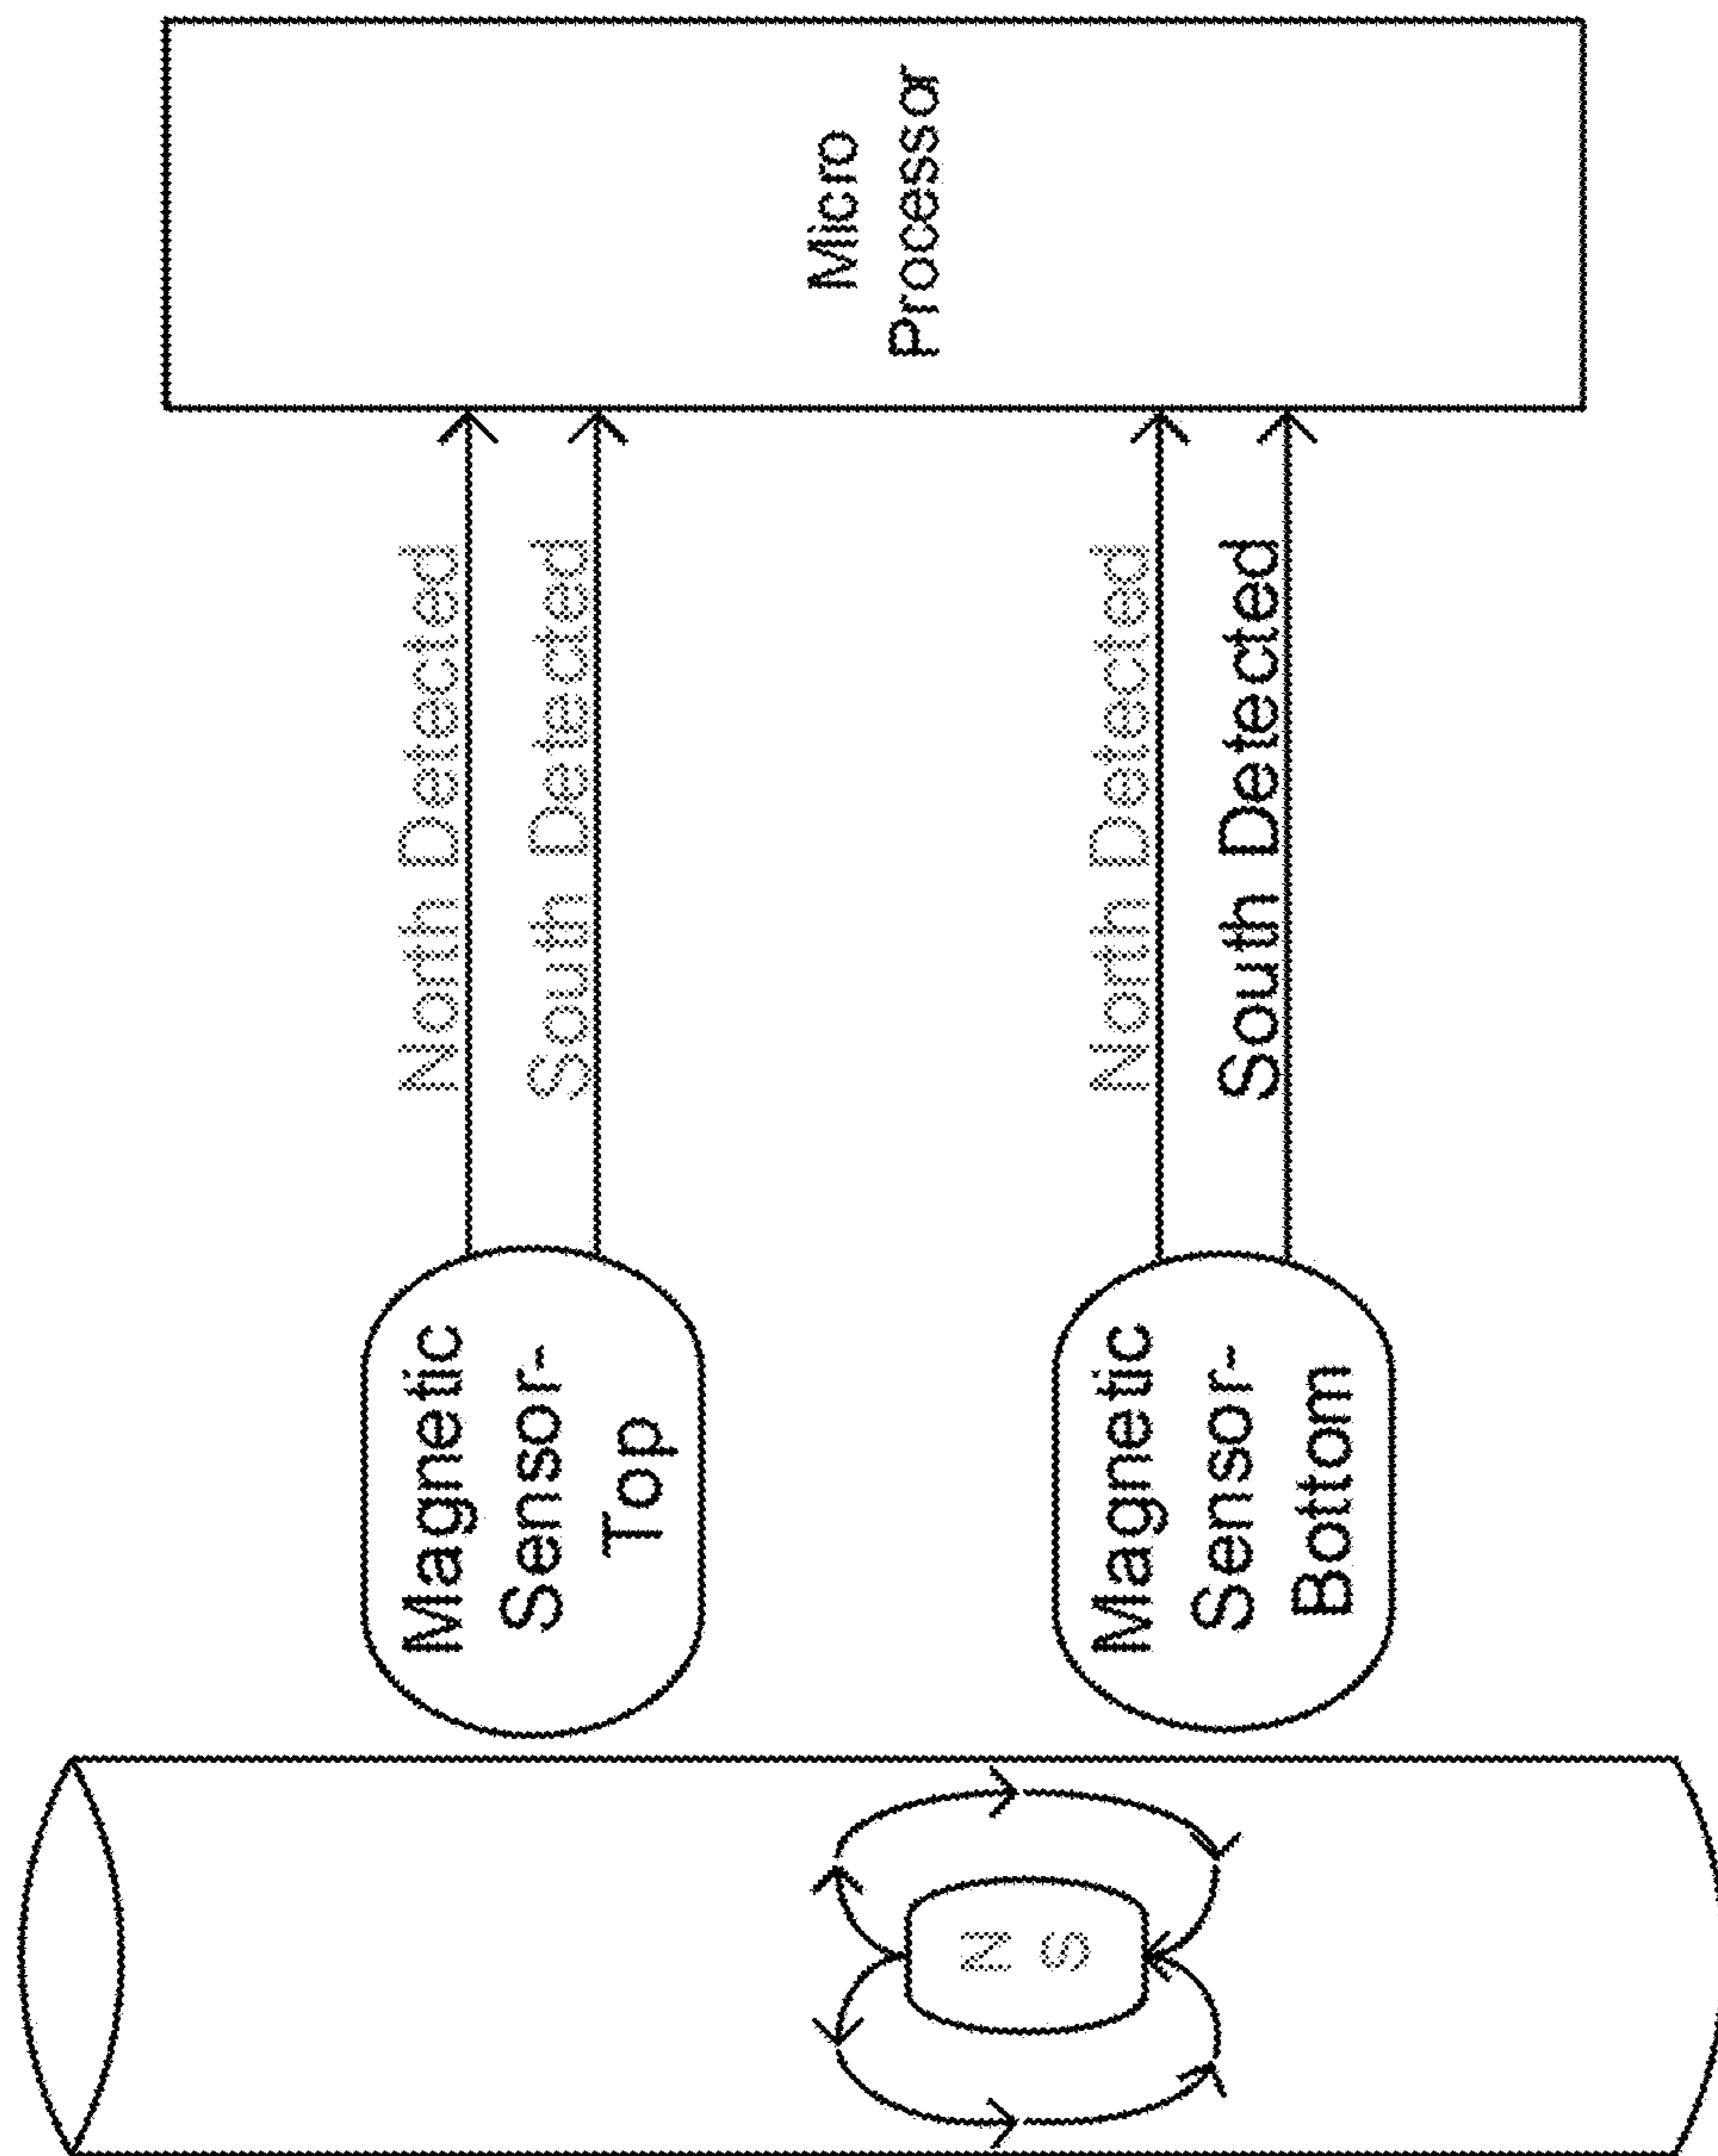 Micro
Processor
North Detected
South Detected
North Detected
South Detected
Magnetic
Sensor-
Top
Magnetic
Sensor-
Bottom
N
S